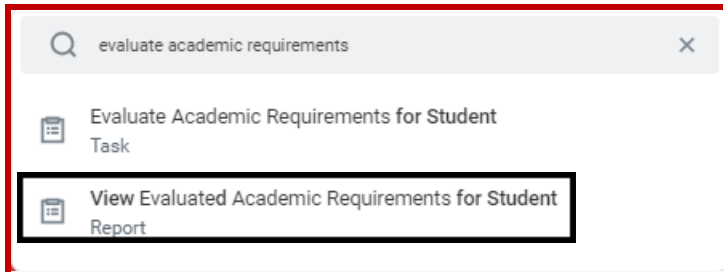 evaluate academic requirements
Evaluate Academic Requirements for Student
Task
View Evaluated Academic Requirements for Student
Report